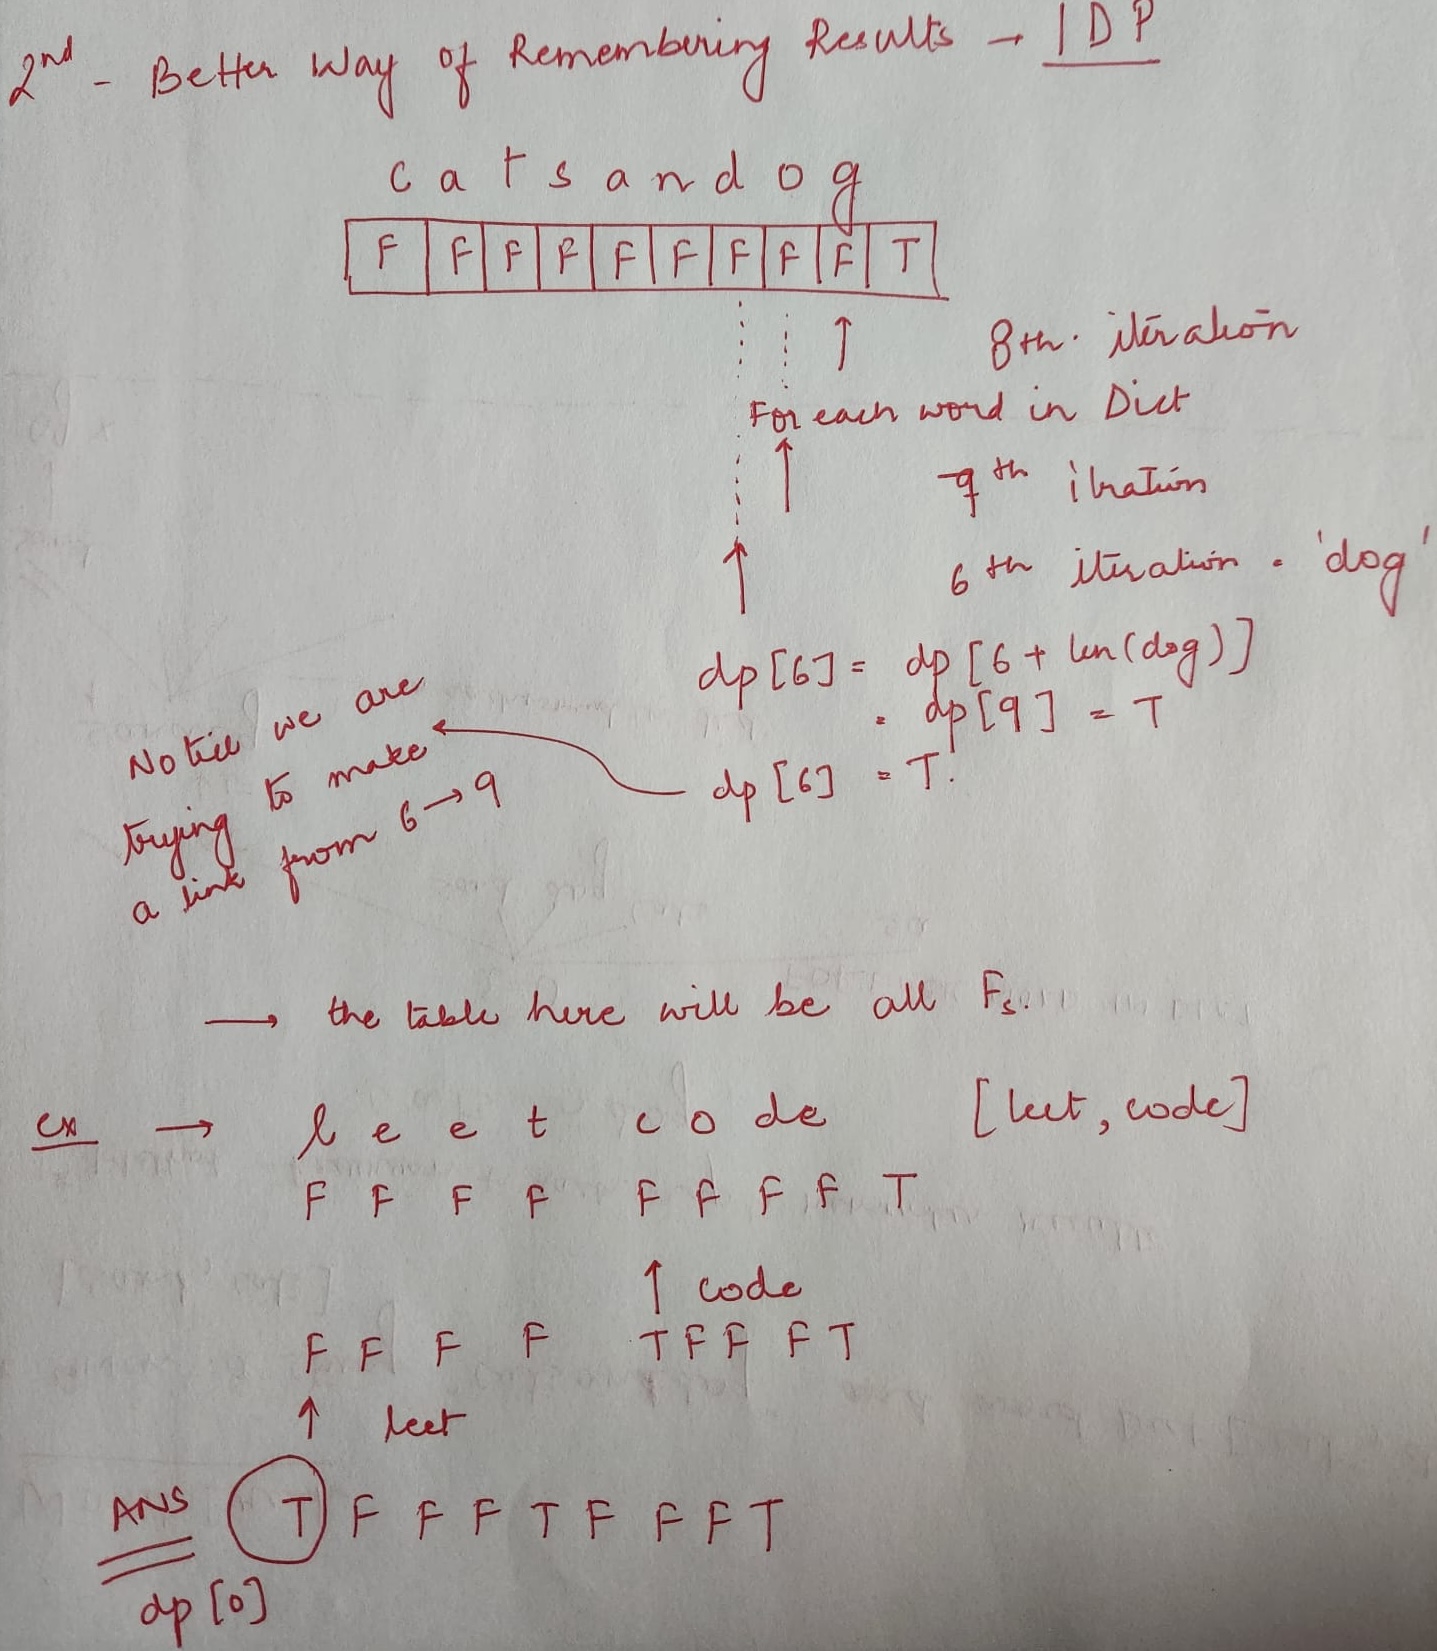 2nd - Better Way of Remembering Results → 1DP
c a t s a n d o g
F F F F F F F F F T
8th. iteration
For each word in Dict
7th iteration
6th iteration . 'dog'
dp[6] = dp[6 + len(dog)]
= dp[9] = T
dp[6] = T.
Notice we are
trying to make
a link from 6 → 9
→ the table here will be all Fs.
ex → l e e t c o d e [leet, code]
F F F F F F F F T
↑ code
F F F F T F F F T
↑ leet
ANS T F F F T F F F T
dp[0]